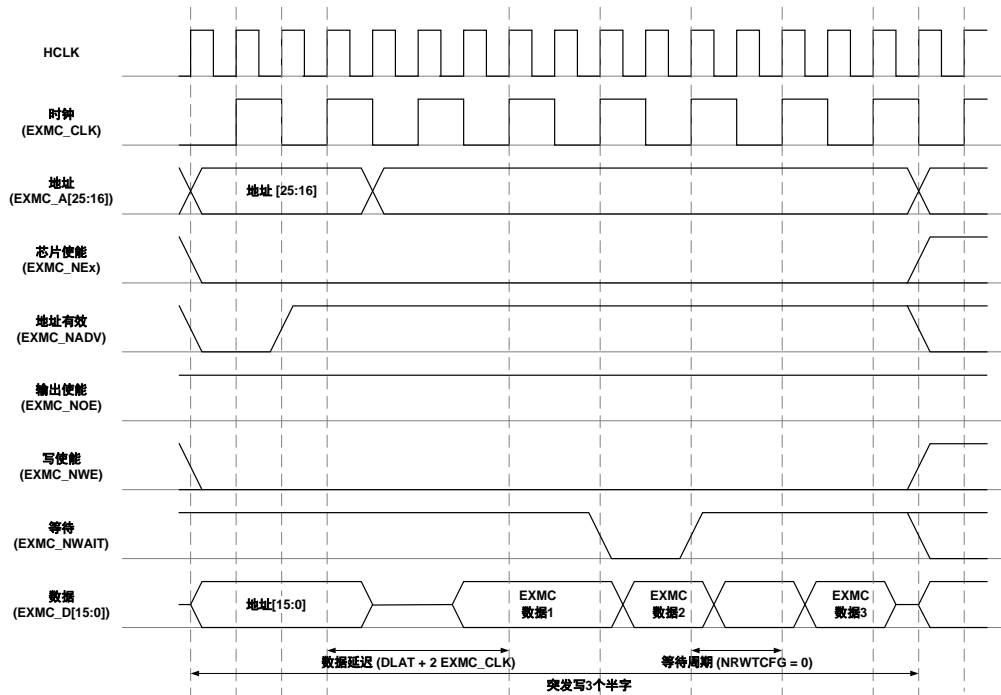 HCLK
时钟
(EXMC_CLK)
地址
(EXMC_A[25:16])
地址 [25:16]
芯片使能
(EXMC_NEx)
地址有效
(EXMC_NADV)
输出使能
(EXMC_NOE)
写使能
(EXMC_NWE)
等待
(EXMC_NWAIT)
数据
(EXMC_D[15:0])
地址[15:0]
EXMC
数据1
EXMC
数据2
EXMC
数据3
数据延迟 (DLAT + 2 EXMC_CLK)
等待周期 (NRWTCFG = 0)
突发写3个半字